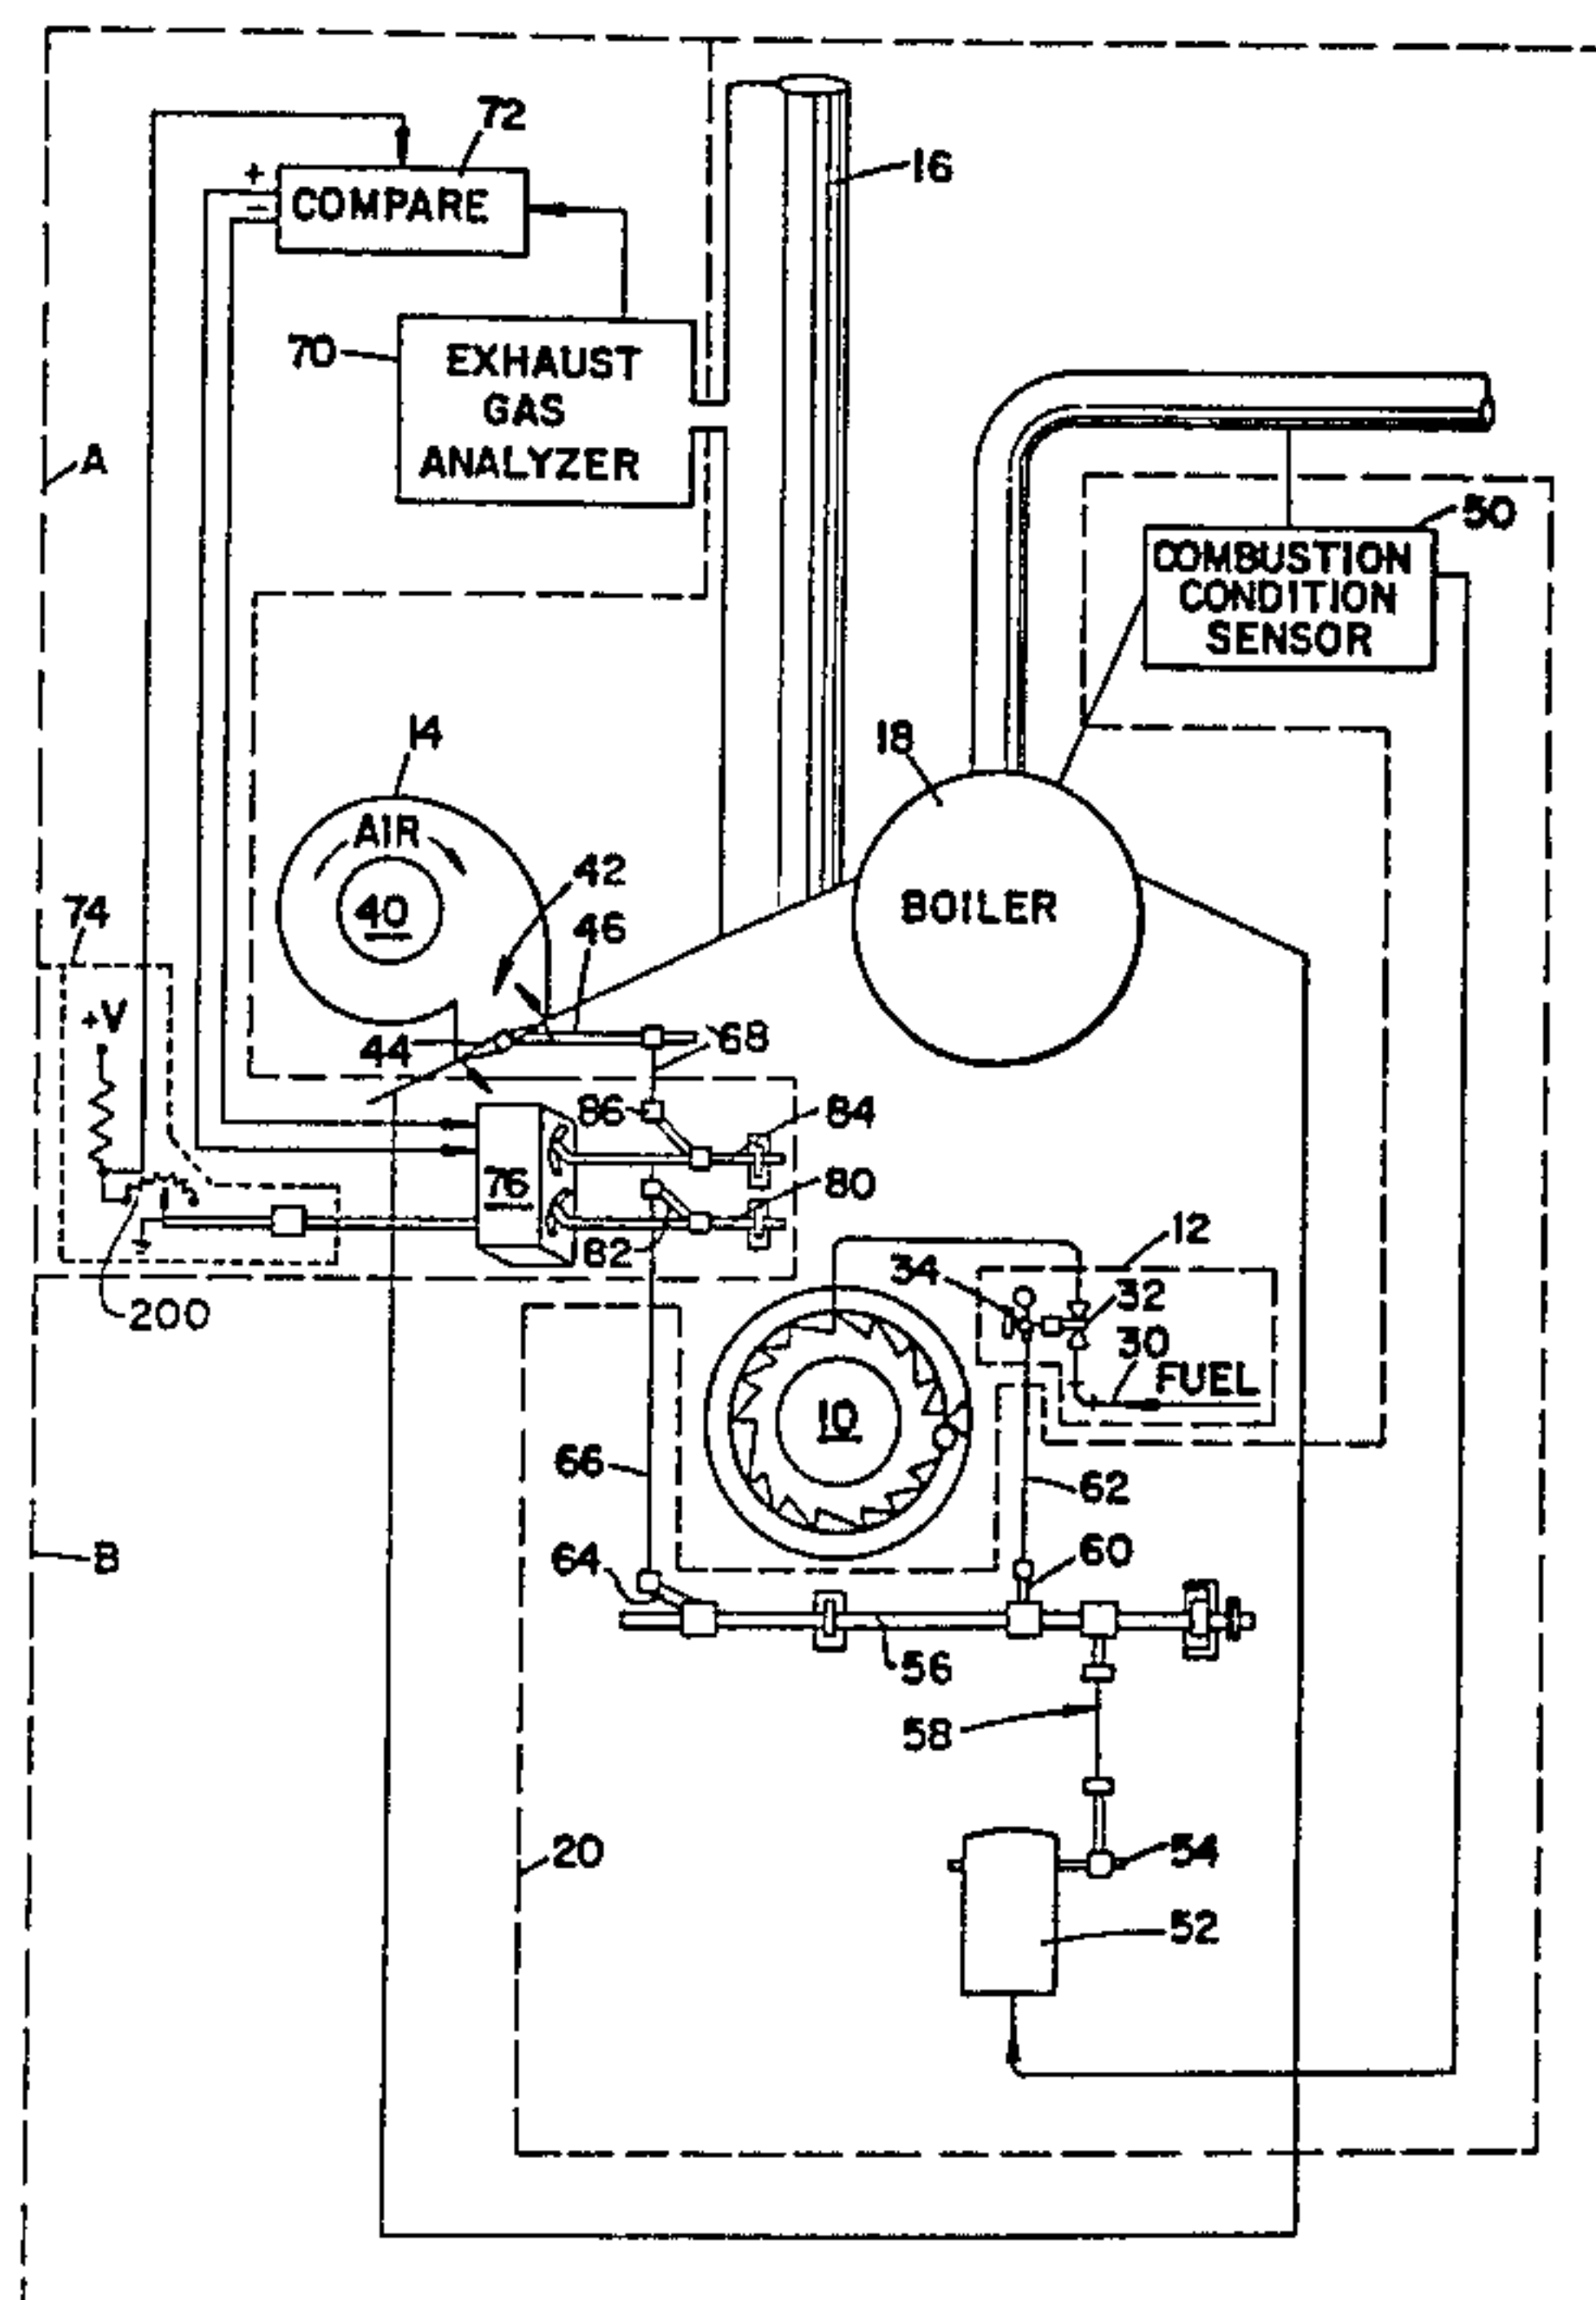 72
+
−
COMPARE
16
70
EXHAUST
GAS
ANALYZER
A
50
COMBUSTION
CONDITION
SENSOR
14
18
AIR
42
40
46
BOILER
74
+V
44
68
86
84
76
80
82
12
34
32
200
30
FUEL
10
66
62
B
64
60
56
58
20
54
52